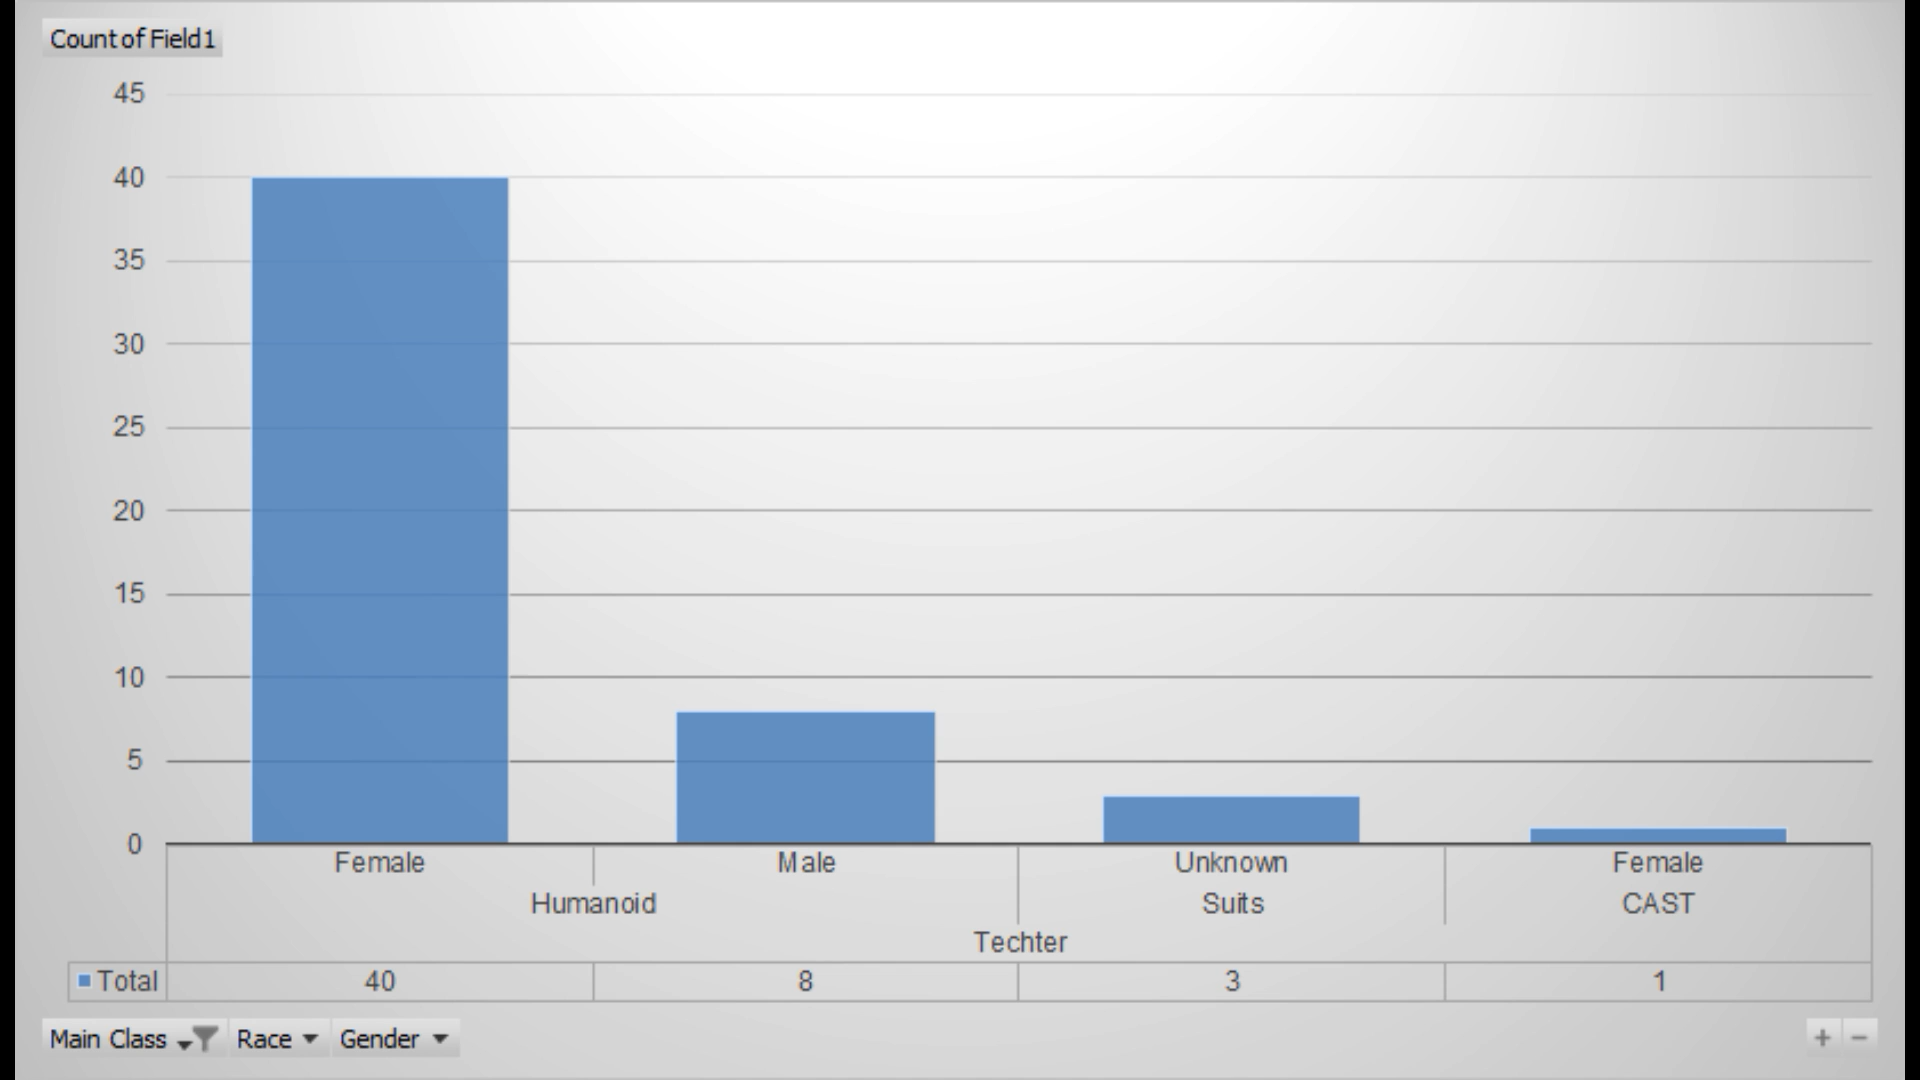 Count of Field1
45
40
35
30
25
20
15
10
5
0
Female Male Unknown Female
Humanoid Suits CAST
Techter
Total 40 8 3 1
Main Class Race Gender + −